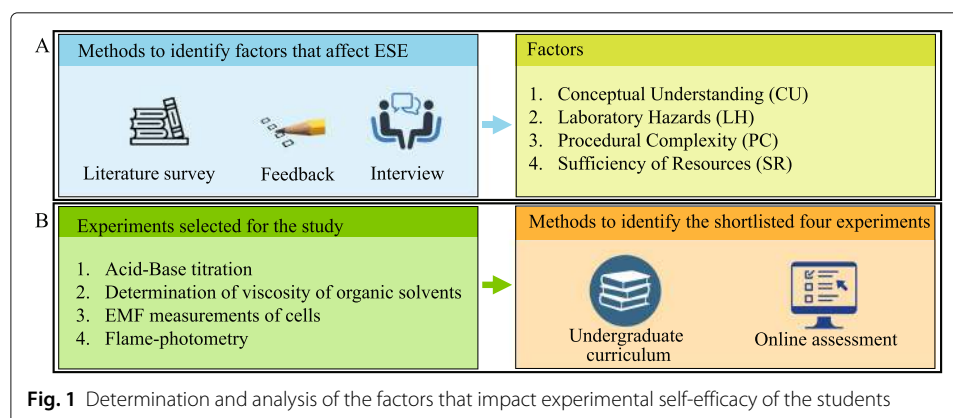 A
Methods to identify factors that affect ESE
Literature survey
Feedback
Interview
Factors
1. Conceptual Understanding (CU)
2. Laboratory Hazards (LH)
3. Procedural Complexity (PC)
4. Sufficiency of Resources (SR)
B
Experiments selected for the study
1. Acid-Base titration
2. Determination of viscosity of organic solvents
3. EMF measurements of cells
4. Flame-photometry
Methods to identify the shortlisted four experiments
Undergraduate
curriculum
Online assessment
Fig. 1 Determination and analysis of the factors that impact experimental self-efficacy of the students